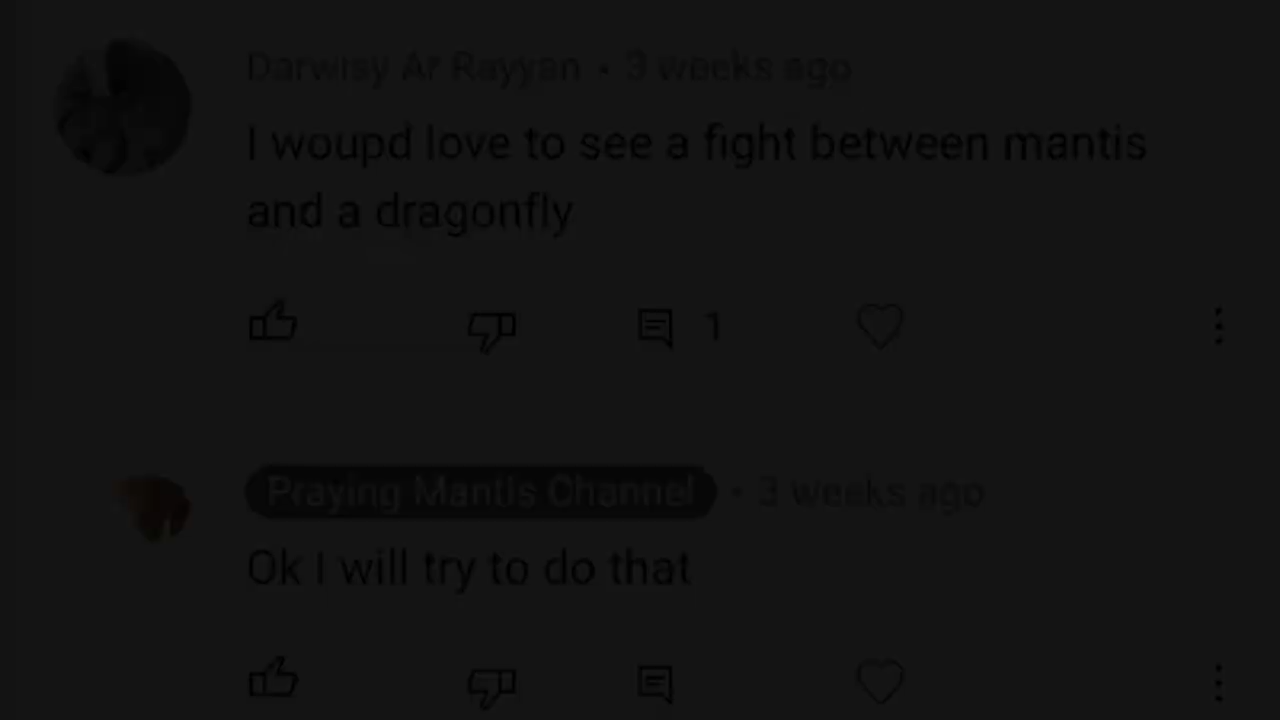 Darwisy Ar Rayyan • 3 weeks ago
I woupd love to see a fight between mantis
and a dragonfly
1
Praying Mantis Channel • 3 weeks ago
Ok I will try to do that